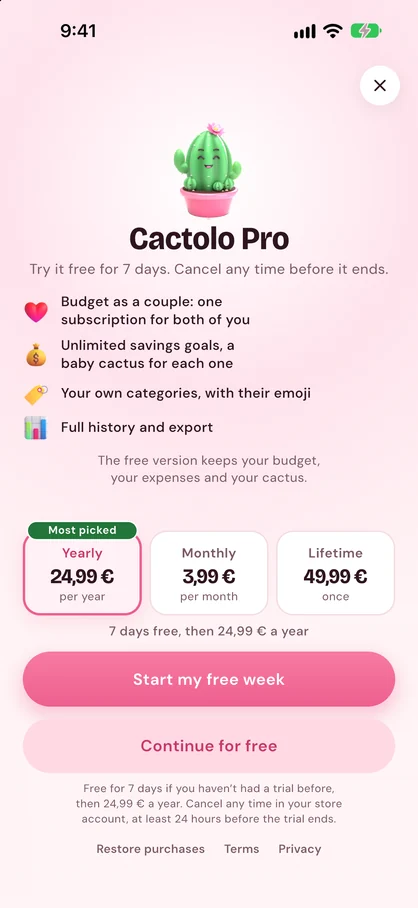 9:41
Cactolo Pro
Try it free for 7 days. Cancel any time before it ends.
Budget as a couple: one
subscription for both of you
Unlimited savings goals, a
baby cactus for each one
Your own categories, with their emoji
Full history and export
The free version keeps your budget,
your expenses and your cactus.
Most picked
Yearly
24,99 €
per year
Monthly
3,99 €
per month
Lifetime
49,99 €
once
7 days free, then 24,99 € a year
Start my free week
Continue for free
Free for 7 days if you haven’t had a trial before,
then 24,99 € a year. Cancel any time in your store
account, at least 24 hours before the trial ends.
Restore purchases Terms Privacy